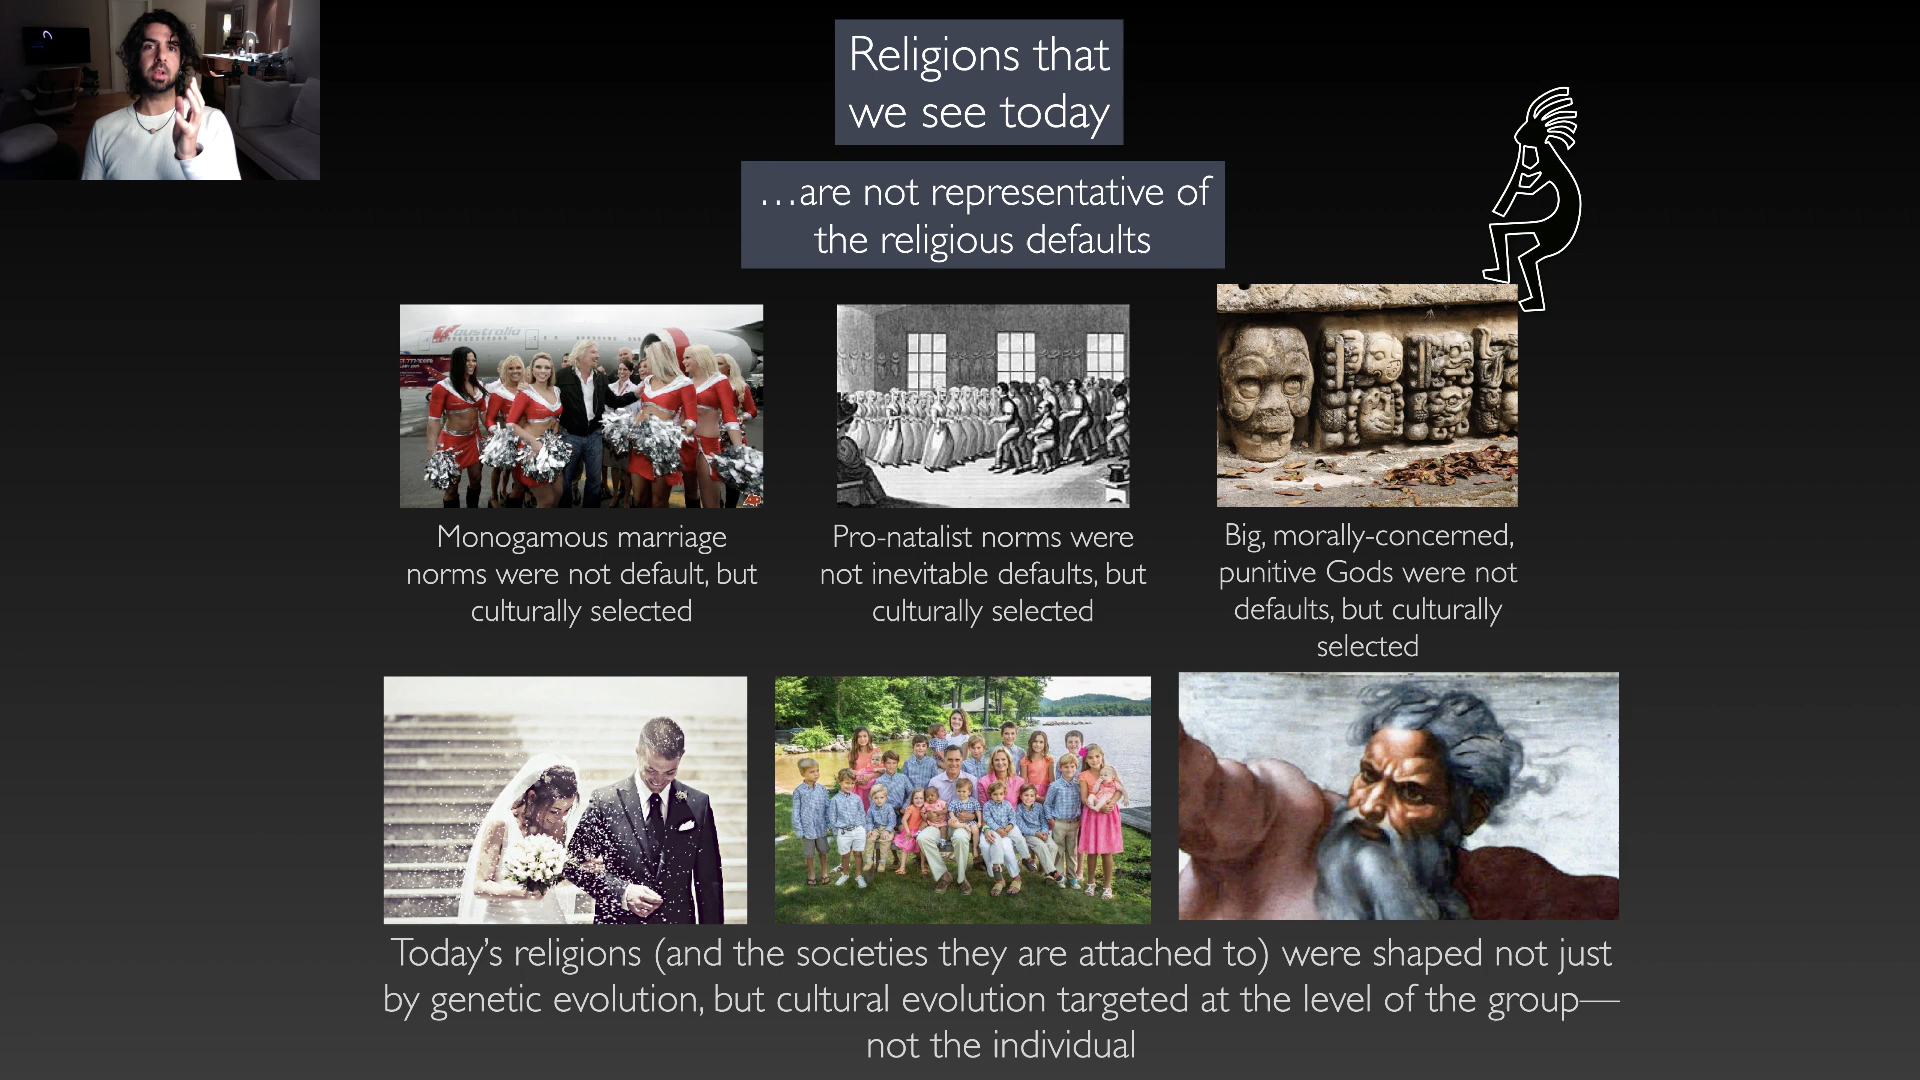 Religions that
we see today
…are not representative of
the religious defaults
australia
Monogamous marriage
norms were not default, but
culturally selected
Pro-natalist norms were
not inevitable defaults, but
culturally selected
Big, morally-concerned,
punitive Gods were not
defaults, but culturally
selected
Today's religions (and the societies they are attached to) were shaped not just
by genetic evolution, but cultural evolution targeted at the level of the group—
not the individual